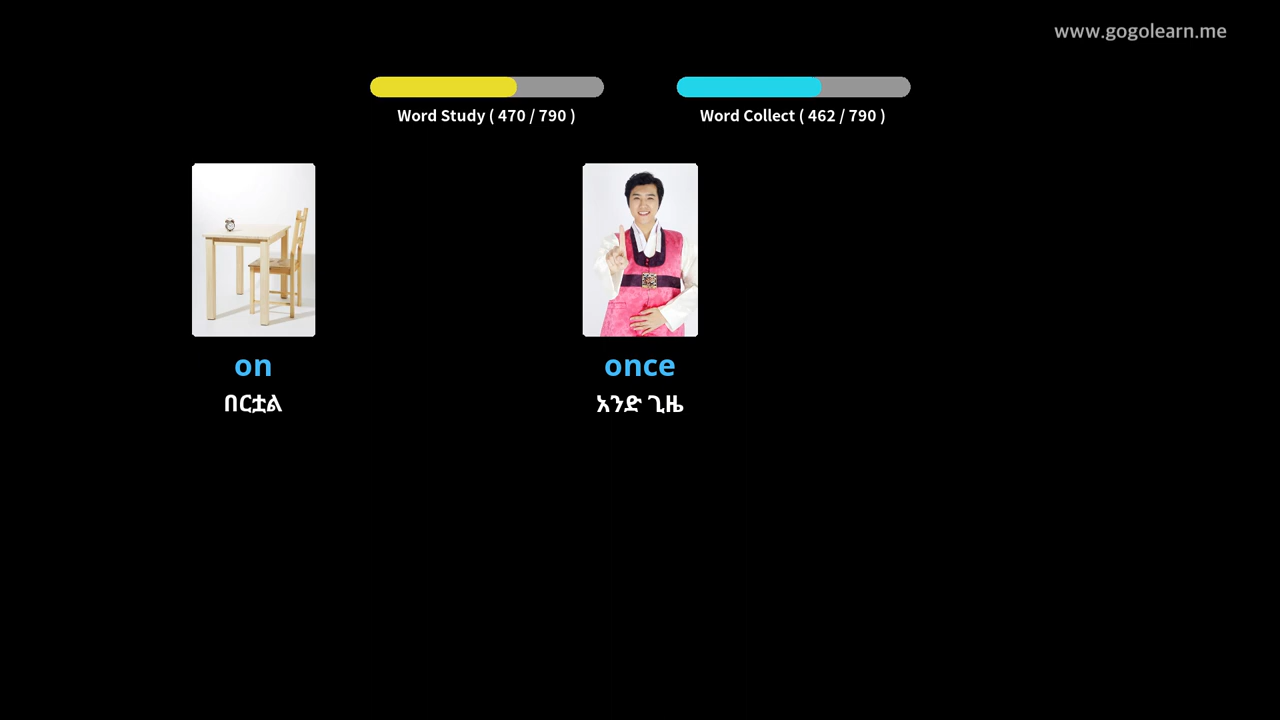 www.gogolearn.me
Word Study ( 470 / 790 )
Word Collect ( 462 / 790 )
on
በርቷል
once
አንድ ጊዜ